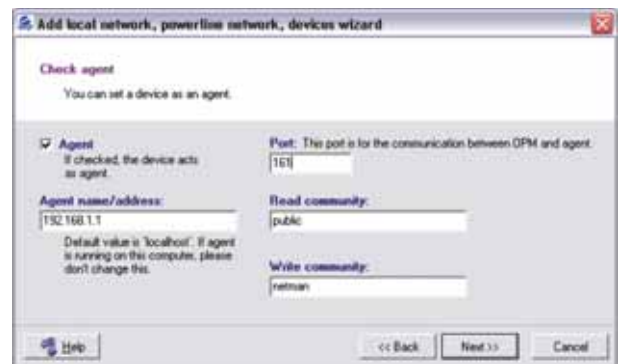 Add local network, powerline network, devices wizard
Check agent
You can set a device as an agent.
Agent
If checked, the device acts
as agent.
Agent name/address:
192.168.1.1
Default value is 'localhost'. If agent
is running on this computer, please
don't change this.
Port: This port is for the communication between OPM and agent.
161
Read community:
public
Write community:
netman
Help
<< Back
Next >>
Cancel